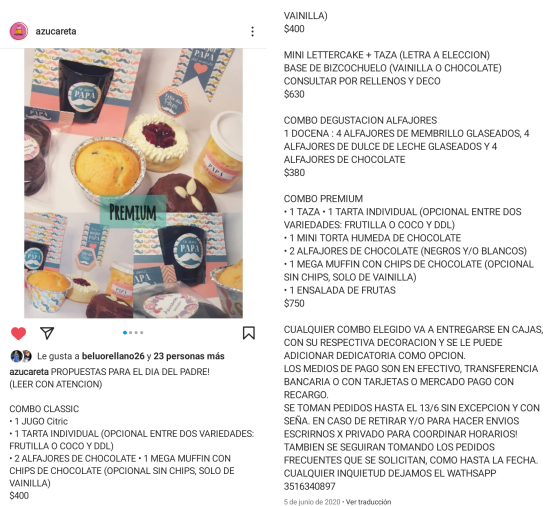 azucareta
PAPA
PAPA
PREMIUM
PAPA
PAPA
Le gusta a beluorellano26 y 23 personas más
azucareta PROPUESTAS PARA EL DIA DEL PADRE!
(LEER CON ATENCION)
COMBO CLASSIC
• 1 JUGO Citric
• 1 TARTA INDIVIDUAL (OPCIONAL ENTRE DOS VARIEDADES:
FRUTILLA O COCO Y DDL)
• 2 ALFAJORES DE CHOCOLATE • 1 MEGA MUFFIN CON
CHIPS DE CHOCOLATE (OPCIONAL SIN CHIPS, SOLO DE
VAINILLA)
$400
VAINILLA)
$400
MINI LETTERCAKE + TAZA (LETRA A ELECCION)
BASE DE BIZCOCHUELO (VAINILLA O CHOCOLATE)
CONSULTAR POR RELLENOS Y DECO
$630
COMBO DEGUSTACION ALFAJORES
1 DOCENA : 4 ALFAJORES DE MEMBRILLO GLASEADOS, 4
ALFAJORES DE DULCE DE LECHE GLASEADOS Y 4
ALFAJORES DE CHOCOLATE
$380
COMBO PREMIUM
• 1 TAZA • 1 TARTA INDIVIDUAL (OPCIONAL ENTRE DOS
VARIEDADES: FRUTILLA O COCO Y DDL)
• 1 MINI TORTA HUMEDA DE CHOCOLATE
• 2 ALFAJORES DE CHOCOLATE (NEGROS Y/O BLANCOS)
• 1 MEGA MUFFIN CON CHIPS DE CHOCOLATE (OPCIONAL
SIN CHIPS, SOLO DE VAINILLA)
• 1 ENSALADA DE FRUTAS
$750
CUALQUIER COMBO ELEGIDO VA A ENTREGARSE EN CAJAS,
CON SU RESPECTIVA DECORACION Y SE LE PUEDE
ADICIONAR DEDICATORIA COMO OPCION.
LOS MEDIOS DE PAGO SON EN EFECTIVO, TRANSFERENCIA
BANCARIA O CON TARJETAS O MERCADO PAGO CON
RECARGO.
SE TOMAN PEDIDOS HASTA EL 13/6 SIN EXCEPCION Y CON
SEÑA. EN CASO DE RETIRAR Y/O PARA HACER ENVIOS
ESCRIRNOS X PRIVADO PARA COORDINAR HORARIOS!
TAMBIEN SE SEGUIRAN TOMANDO LOS PEDIDOS
FRECUENTES QUE SE SOLICITAN, COMO HASTA LA FECHA.
CUALQUIER INQUIETUD DEJAMOS EL WATHSAPP
3516340897
5 de junio de 2020 • Ver traducción